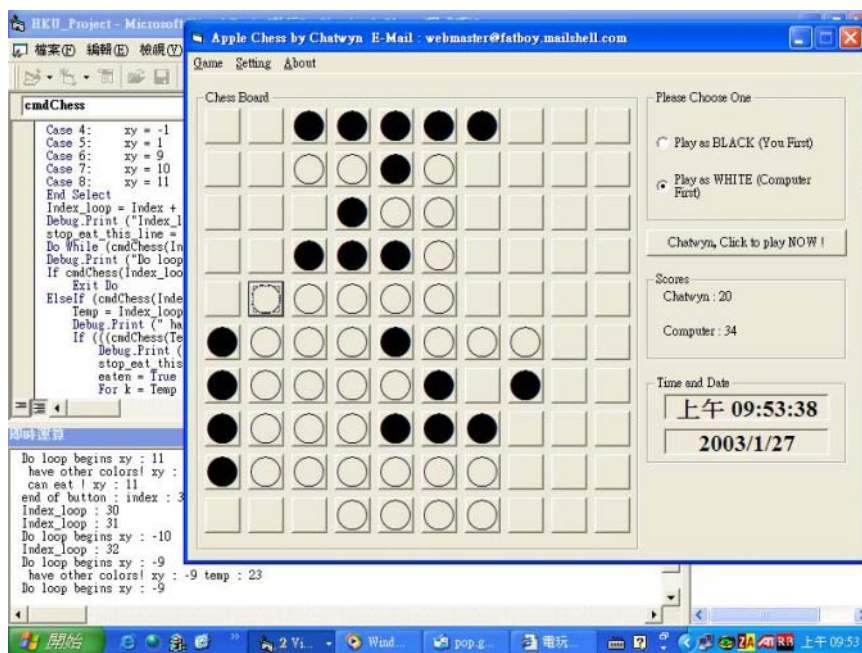 HKU_Project - Microsoft
檔案(F) 編輯(E) 檢視(V)
cmdChess
Case 4: xy = -1
Case 5: xy = 1
Case 6: xy = 9
Case 7: xy = 10
Case 8: xy = 11
End Select
Index_loop = Index +
Debug.Print ("Index_l
stop_eat_this_line =
Do While (cmdChess(In
Debug.Print ("Do loop
If cmdChess(Index_loo
Exit Do
ElseIf (cmdChess(Inde
Temp = Index_loop
Debug.Print (" ha
If (((cmdChess(Te
Debug.Print (
stop_eat_this
eaten = True
For k = Temp
即時運算
Do loop begins xy : 11
have other colors! xy :
can eat ! xy : 11
end of button : index : 3
Index_loop : 30
Index_loop : 31
Do loop begins xy : -10
Index_loop : 32
Do loop begins xy : -9
have other colors! xy : -9 temp : 23
Do loop begins xy : -9
Apple Chess by Chatwyn E-Mail : webmaster@fatboy.mailshell.com
Game Setting About
Chess Board
Please Choose One
Play as BLACK (You First)
Play as WHITE (Computer
First)
Chatwyn, Click to play NOW !
Scores
Chatwyn : 20
Computer : 34
Time and Date
上午 09:53:38
2003/1/27
開始
2 Vi...
Wind...
pop.g...
電玩...
上午 09:53